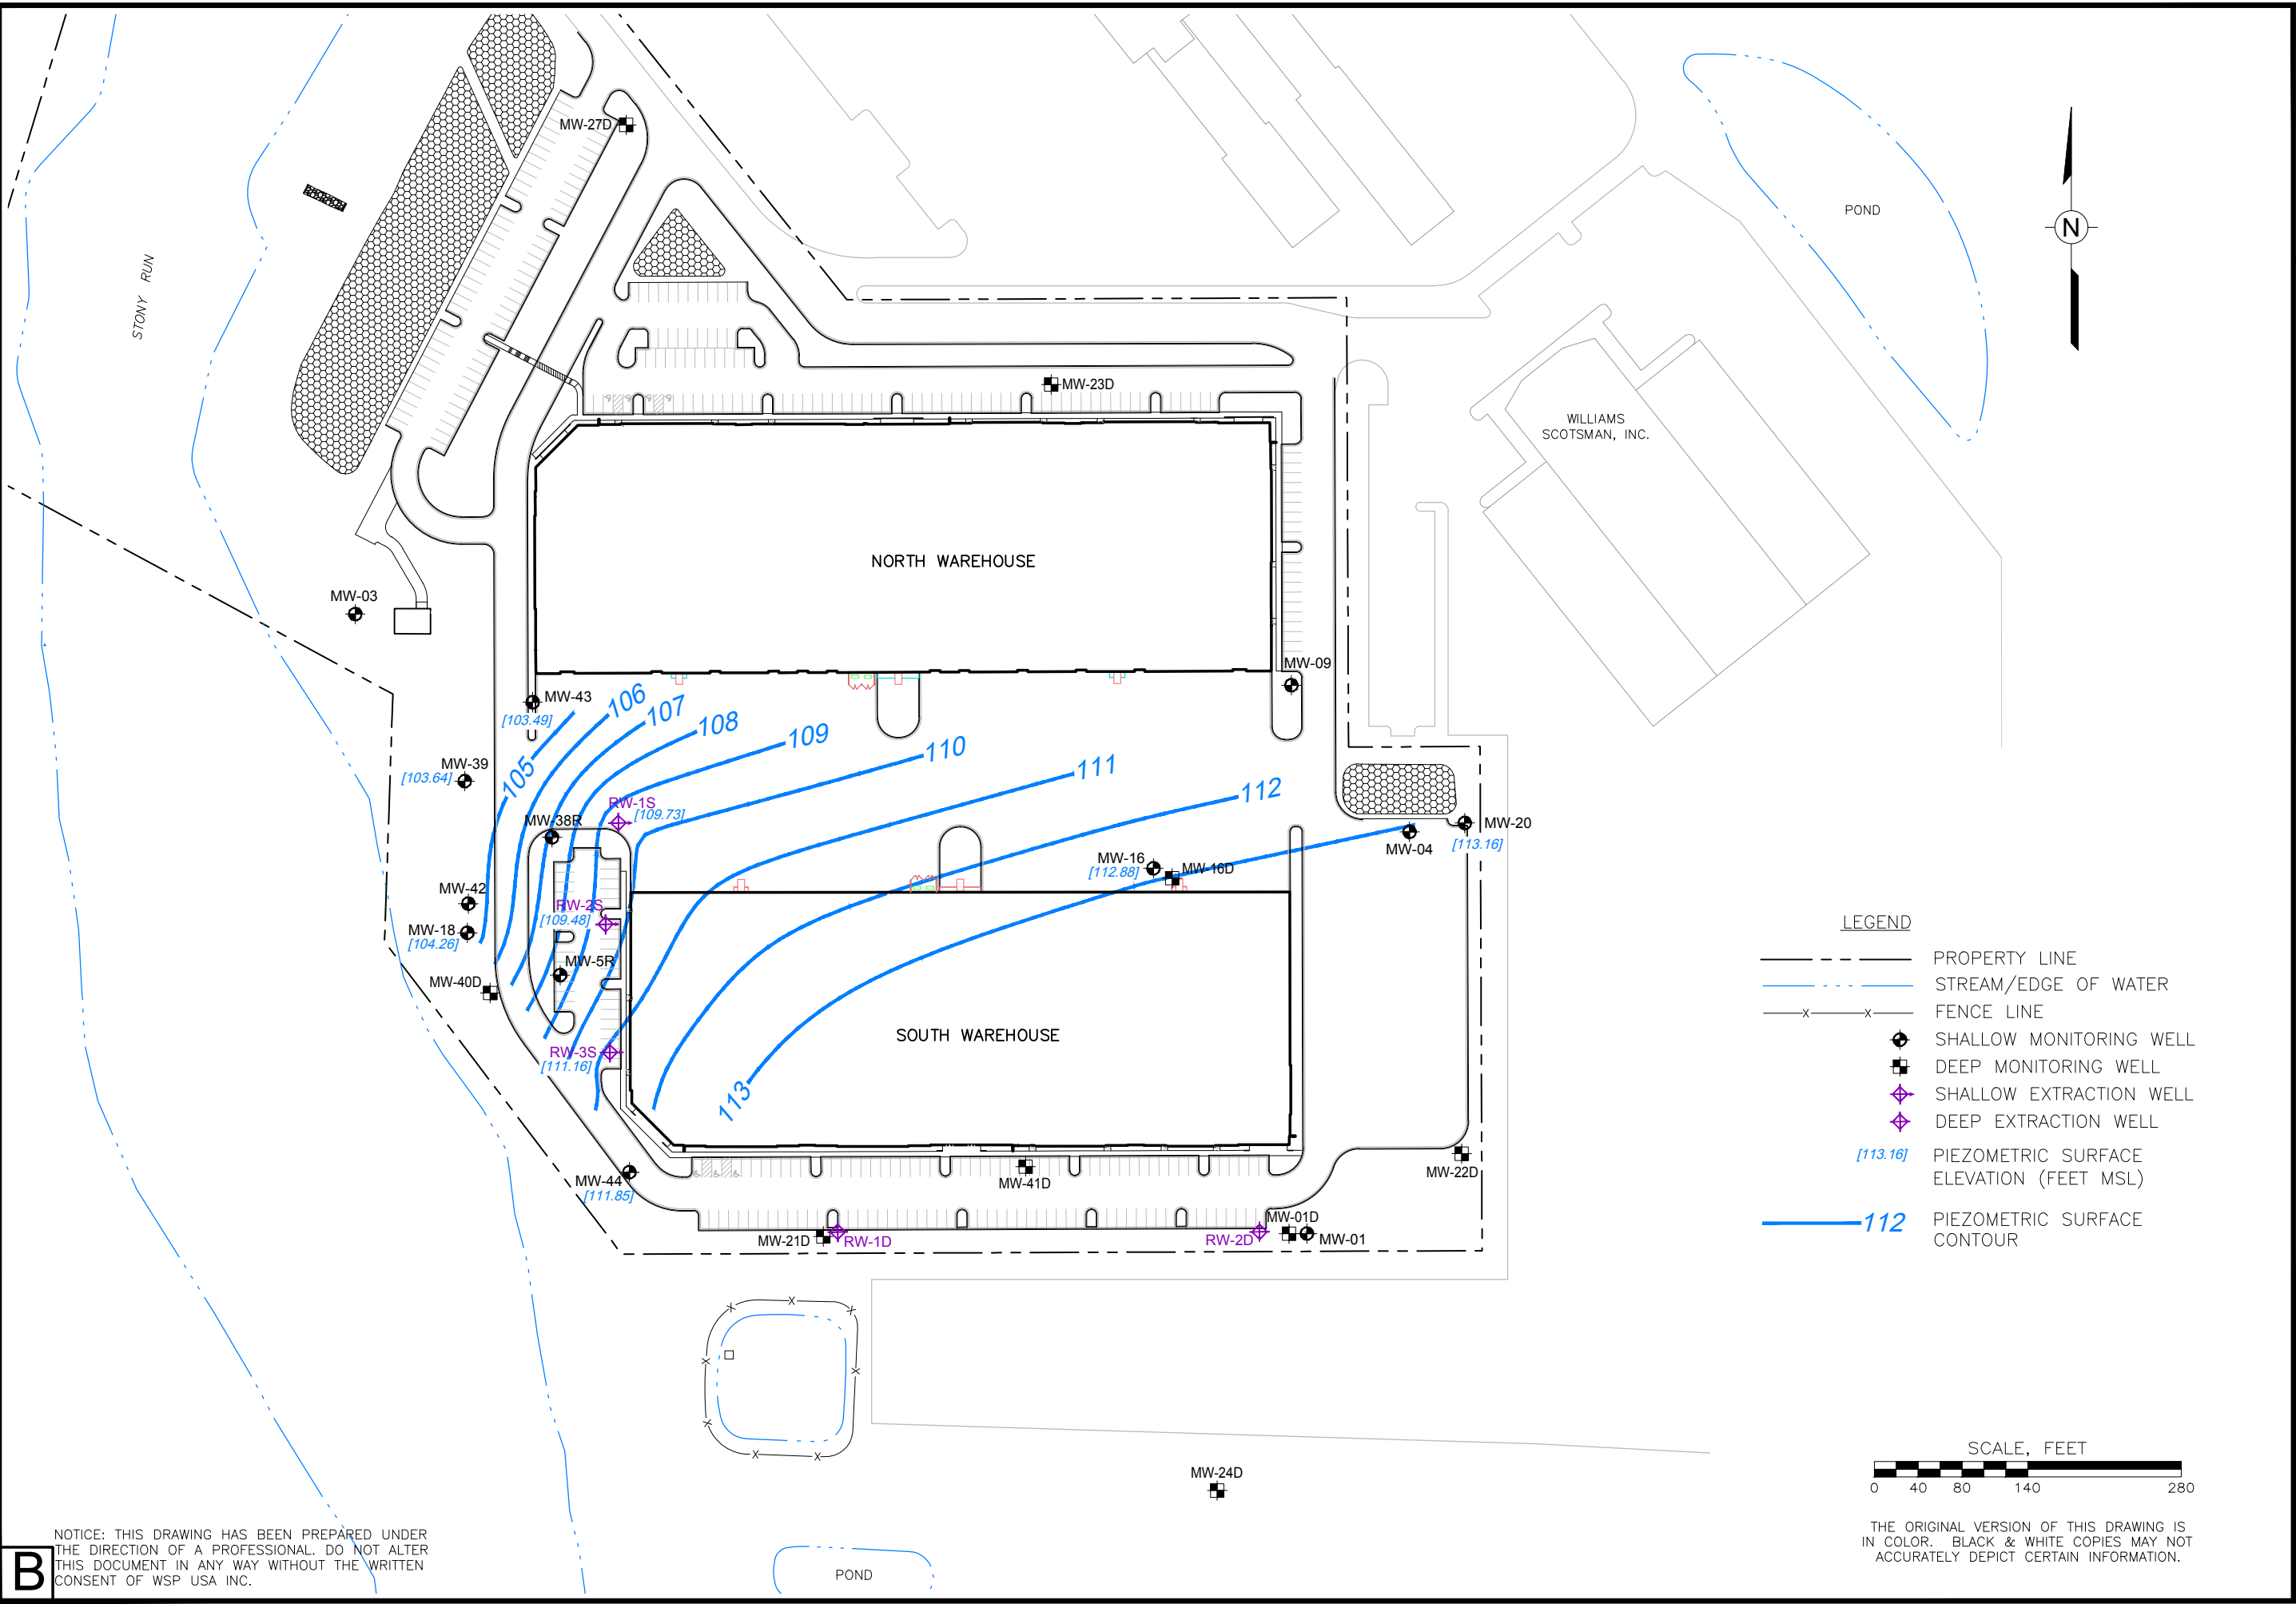 MW-27D
POND
N
STONY RUN
MW-23D
WILLIAMS
SCOTSMAN, INC.
NORTH WAREHOUSE
MW-03
MW-09
MW-43
[103.49]
106
107
108
109
110
111
112
105
MW-39
[103.64]
RW-1S
[109.73]
MW-38R
MW-20
[113.16]
MW-04
MW-16
[112.88]
MW-16D
MW-42
RW-2S
[109.48]
MW-18
[104.26]
MW-5R
MW-40D
SOUTH WAREHOUSE
RW-3S
[111.16]
113
MW-44
[111.85]
MW-41D
MW-22D
MW-21D
RW-1D
RW-2D
MW-01D
MW-01
MW-24D
POND
LEGEND
PROPERTY LINE
STREAM/EDGE OF WATER
X X FENCE LINE
SHALLOW MONITORING WELL
DEEP MONITORING WELL
SHALLOW EXTRACTION WELL
DEEP EXTRACTION WELL
[113.16] PIEZOMETRIC SURFACE
ELEVATION (FEET MSL)
112 PIEZOMETRIC SURFACE
CONTOUR
SCALE, FEET
0 40 80 140 280
THE ORIGINAL VERSION OF THIS DRAWING IS
IN COLOR. BLACK & WHITE COPIES MAY NOT
ACCURATELY DEPICT CERTAIN INFORMATION.
B
NOTICE: THIS DRAWING HAS BEEN PREPARED UNDER
THE DIRECTION OF A PROFESSIONAL. DO NOT ALTER
THIS DOCUMENT IN ANY WAY WITHOUT THE WRITTEN
CONSENT OF WSP USA INC.